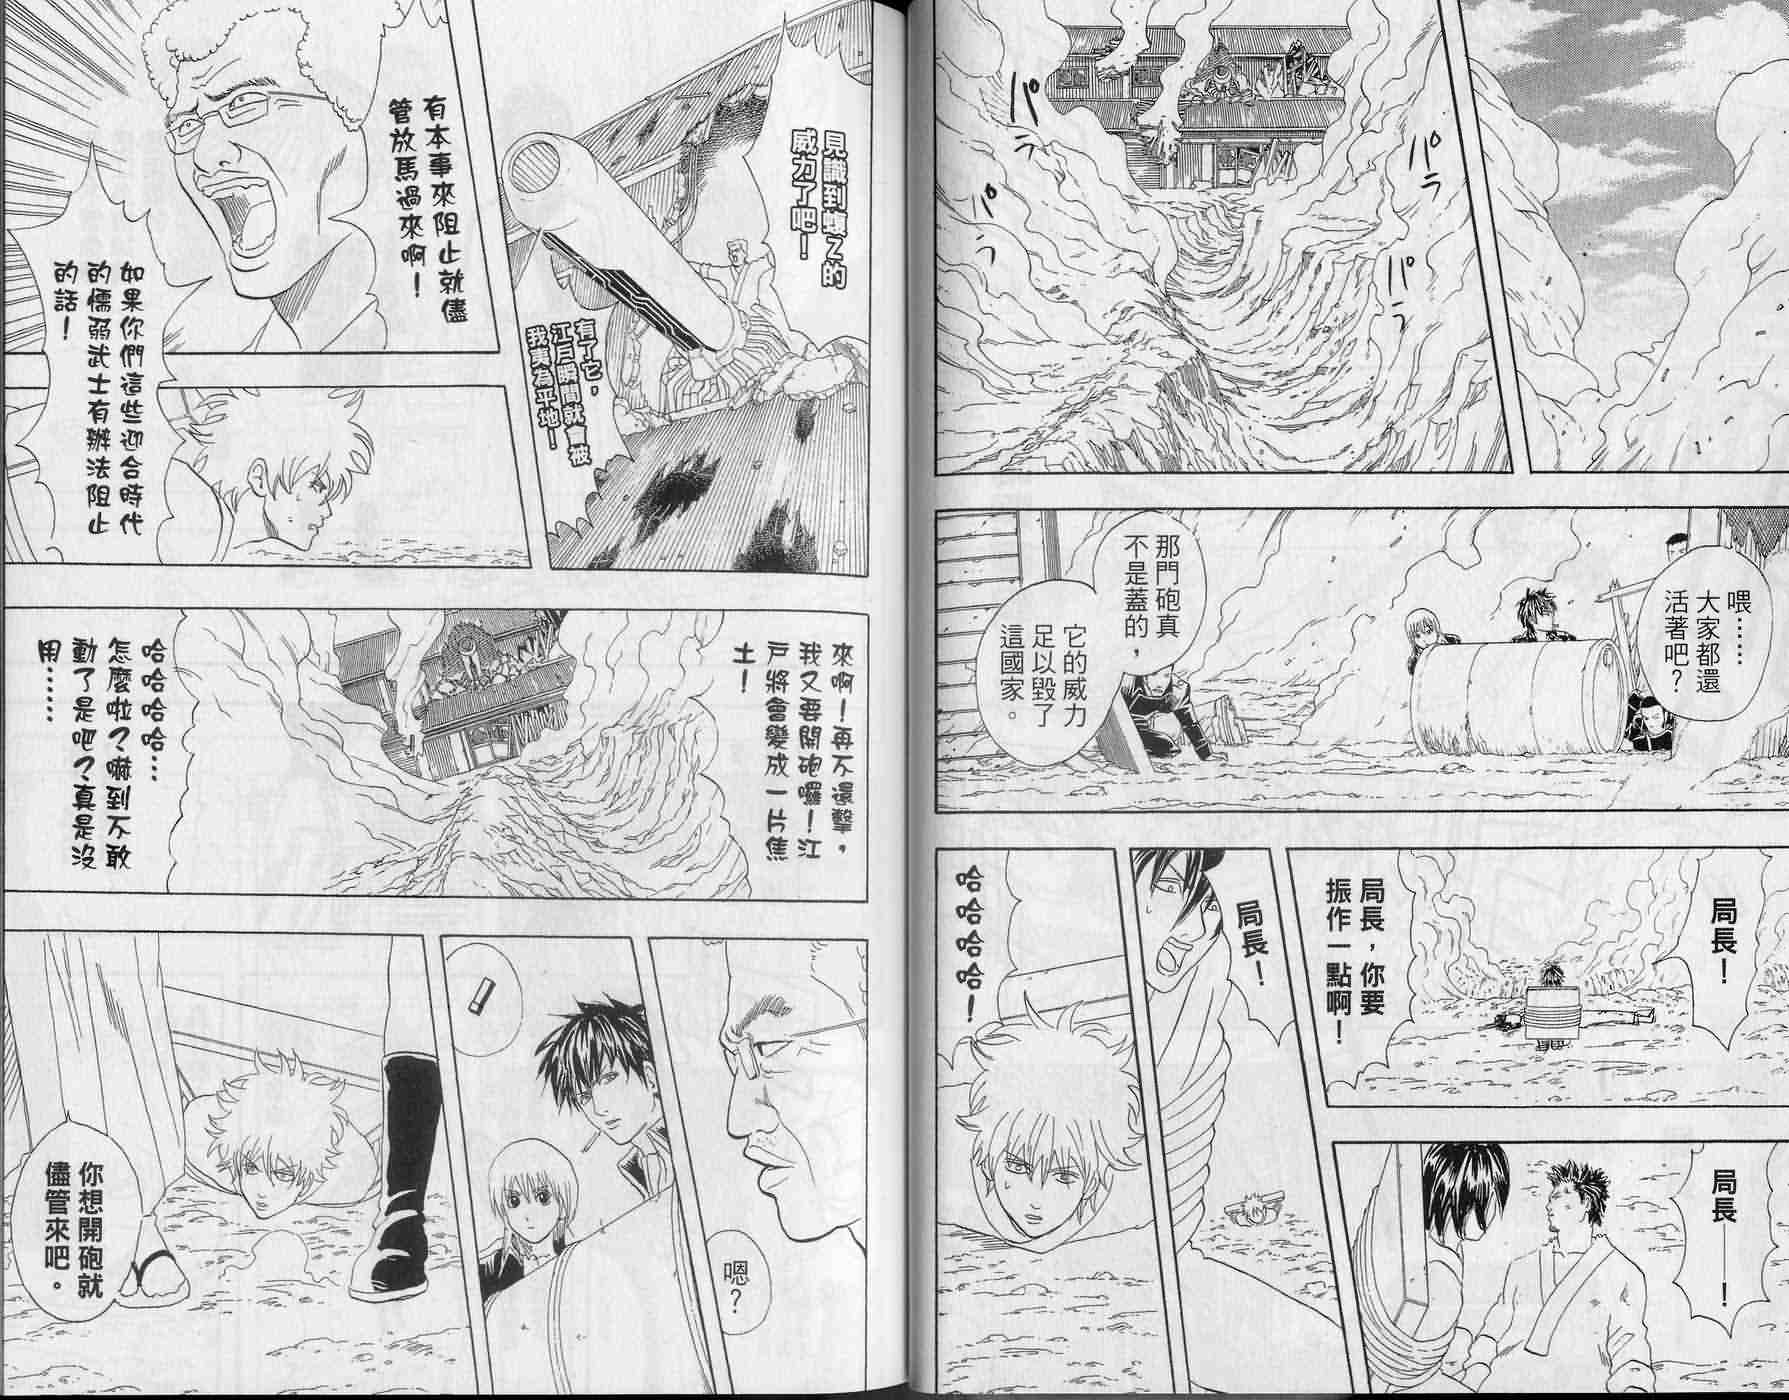 パラ
パラ
パラ
パラ
喂……
大家都還
活著吧?
那門砲真
不是蓋的，
它的威力
足以毀了
這國家。
局長!
局長，你要
振作一點啊!
局長——!
局長!
哈哈哈哈!
見識到蝮Z的
威力了吧!
有了它，
江戶瞬間就會被
我夷為平地!
有本事來阻止就儘
管放馬過來啊!
如果你們這些迎合時代
的懦弱武士有辦法阻止
的話!
來啊!再不還擊，
我又要開砲囉!江
戶將會變成一片焦
土!
哈哈哈哈…
怎麼啦?嚇到不敢
動了是吧?真是沒
用……
嗯?
!
你想開砲就
儘管來吧。